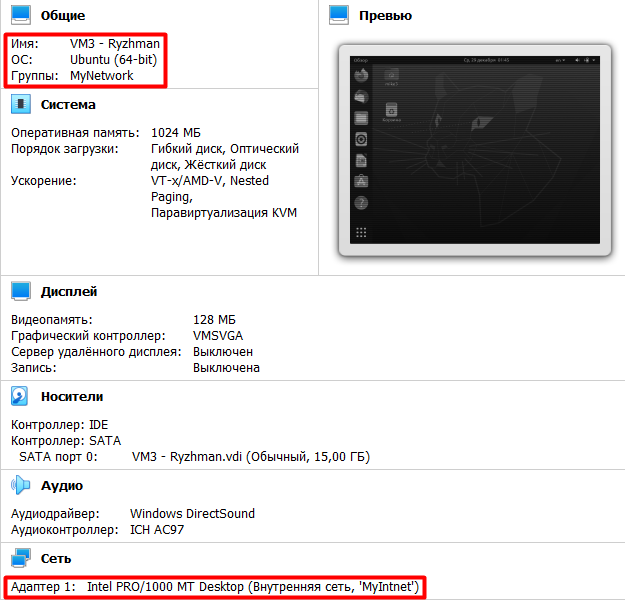 Общие
Имя: VM3 - Ryzhman
ОС: Ubuntu (64-bit)
Группы: MyNetwork
Система
Оперативная память: 1024 МБ
Порядок загрузки: Гибкий диск, Оптический
диск, Жёсткий диск
Ускорение: VT-x/AMD-V, Nested
Paging,
Паравиртуализация KVM
Превью
Обзор
Дисплей
Видеопамять: 128 МБ
Графический контроллер: VMSVGA
Сервер удалённого дисплея: Выключен
Запись: Выключена
Носители
Контроллер: IDE
Контроллер: SATA
SATA порт 0: VM3 - Ryzhman.vdi (Обычный, 15,00 ГБ)
Аудио
Аудиодрайвер: Windows DirectSound
Аудиоконтроллер: ICH AC97
Сеть
Адаптер 1: Intel PRO/1000 MT Desktop (Внутренняя сеть, 'MyIntnet')